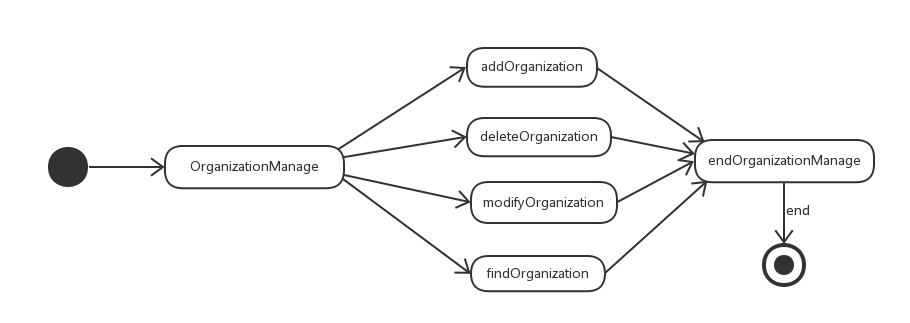 addOrganization
deleteOrganization
OrganizationManage
endOrganizationManage
modifyOrganization
end
findOrganization